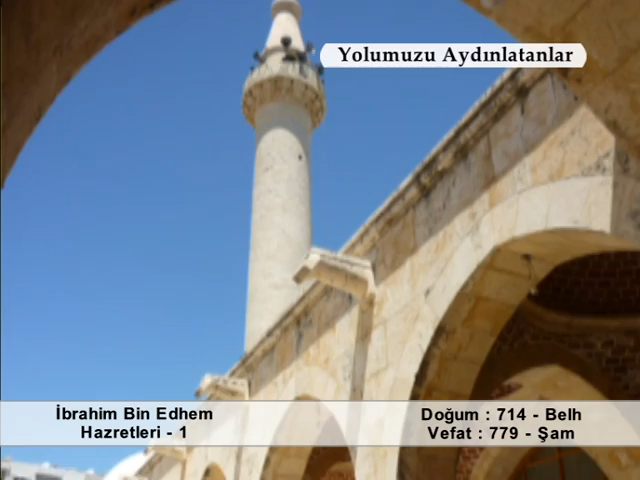 Yolumuzu Aydınlatanlar
İbrahim Bin Edhem
Hazretleri - 1
Doğum : 714 - Belh
Vefat : 779 - Şam